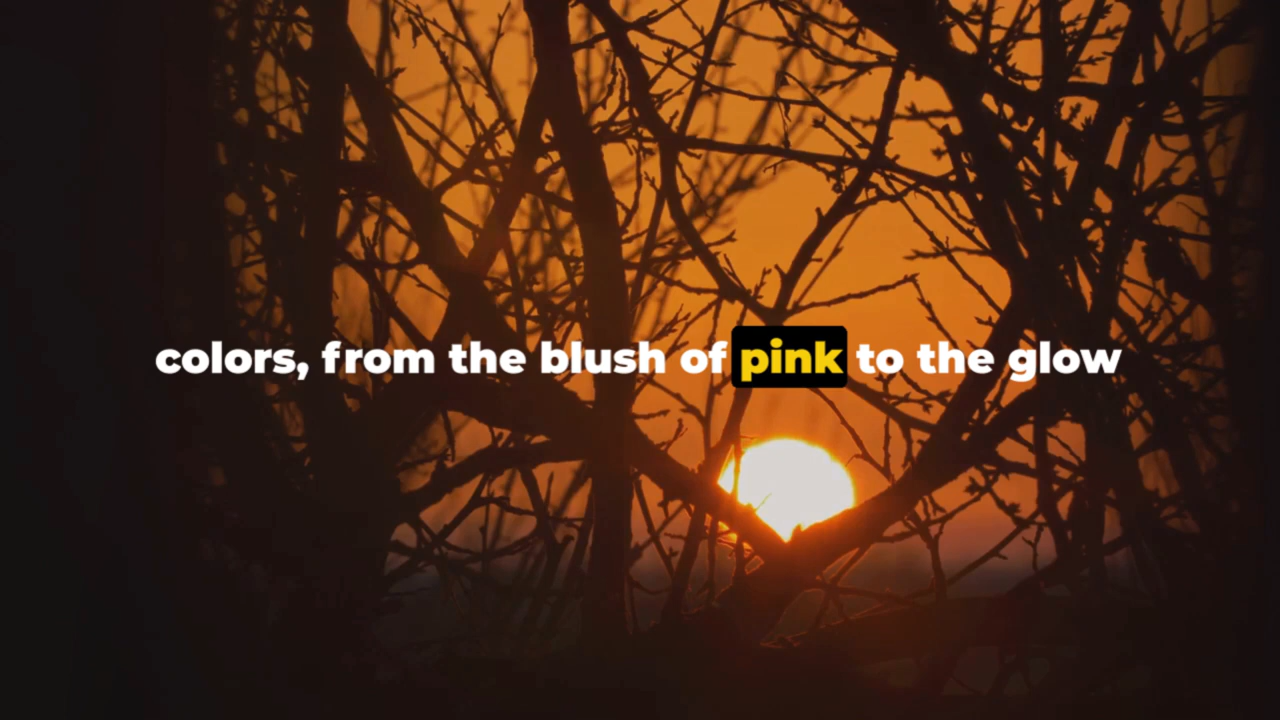 colors, from the blush of pink to the glow